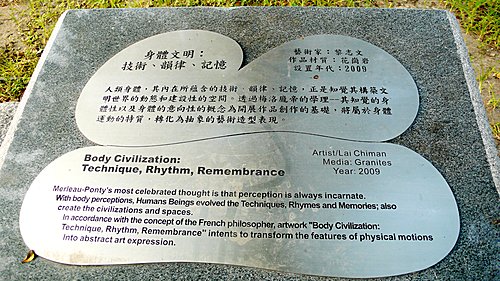 身體文明：
技術、韻律、記憶
藝術家：黎志文
作品材質：花崗岩
設置年代：2009
人類身體，其內在所蘊含的技術、韻律、記憶，正是知覺其構築文
明世界的動態和建設性的空間。透過梅洛龐帝的學理--其知覺的身
體性以及身體的意向性的概念為開展作品創作的基礎，將屬於身體
運動的特質，轉化為抽象的藝術造型表現。
Body Civilization:
Technique, Rhythm, Remembrance
Artist/Lai Chiman
Media: Granites
Year: 2009
Merleau-Ponty's most celebrated thought is that perception is always incarnate.
With body perceptions, Humans Beings evolved the Techniques, Rhymes and Memories; also
create the civilizations and spaces.
In accordance with the concept of the French philosopher, artwork "Body Civilization:
Technique, Rhythm, Remembrance" intents to transform the features of physical motions
Into abstract art expression.